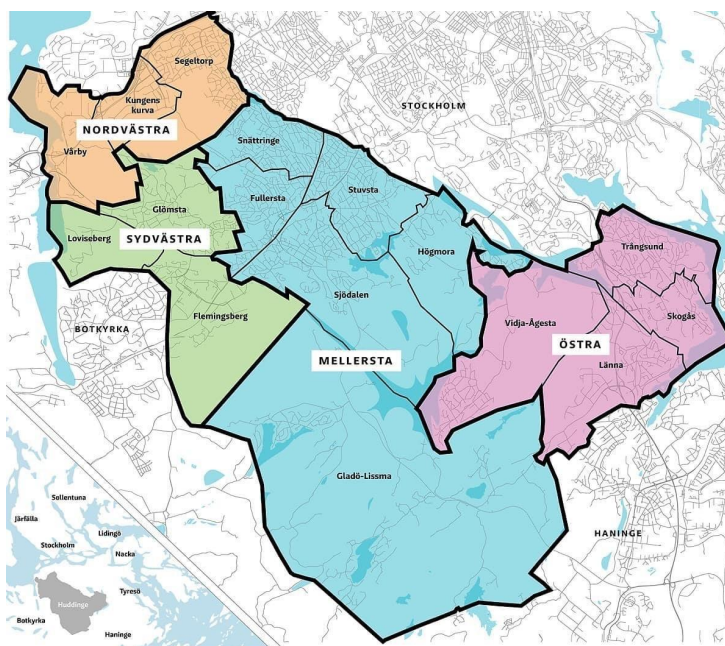 Segeltorp
Kungens
kurva
NORDVÄSTRA
Vårby
STOCKHOLM
Snättringe
Fullersta
Stuvsta
Glömsta
Loviseberg
SYDVÄSTRA
Högmora
Trångsund
Sjödalen
Flemingsberg
BOTKYRKA
Vidja-Ågesta
Skogås
ÖSTRA
MELLERSTA
Länna
Gladö-Lissma
HANINGE
Sollentuna
Järfälla
Lidingö
Stockholm
Nacka
Tyresö
Huddinge
Botkyrka
Haninge